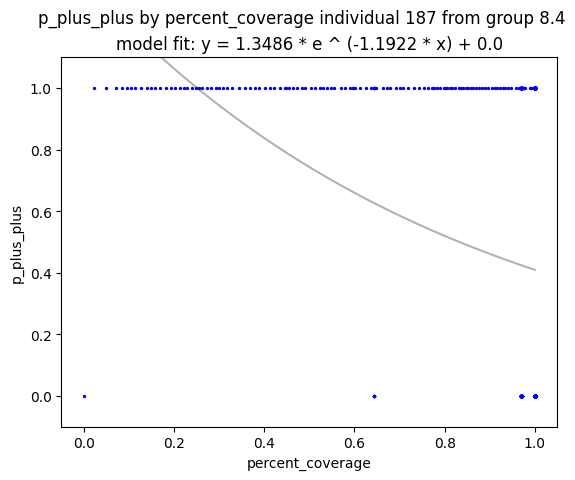 p_plus_plus by percent_coverage individual 187 from group 8.4
model fit: y = 1.3486 * e ^ (-1.1922 * x) + 0.0
1.0
0.8
0.6
0.4
0.2
0.0
p_plus_plus
0.0 0.2 0.4 0.6 0.8 1.0
percent_coverage